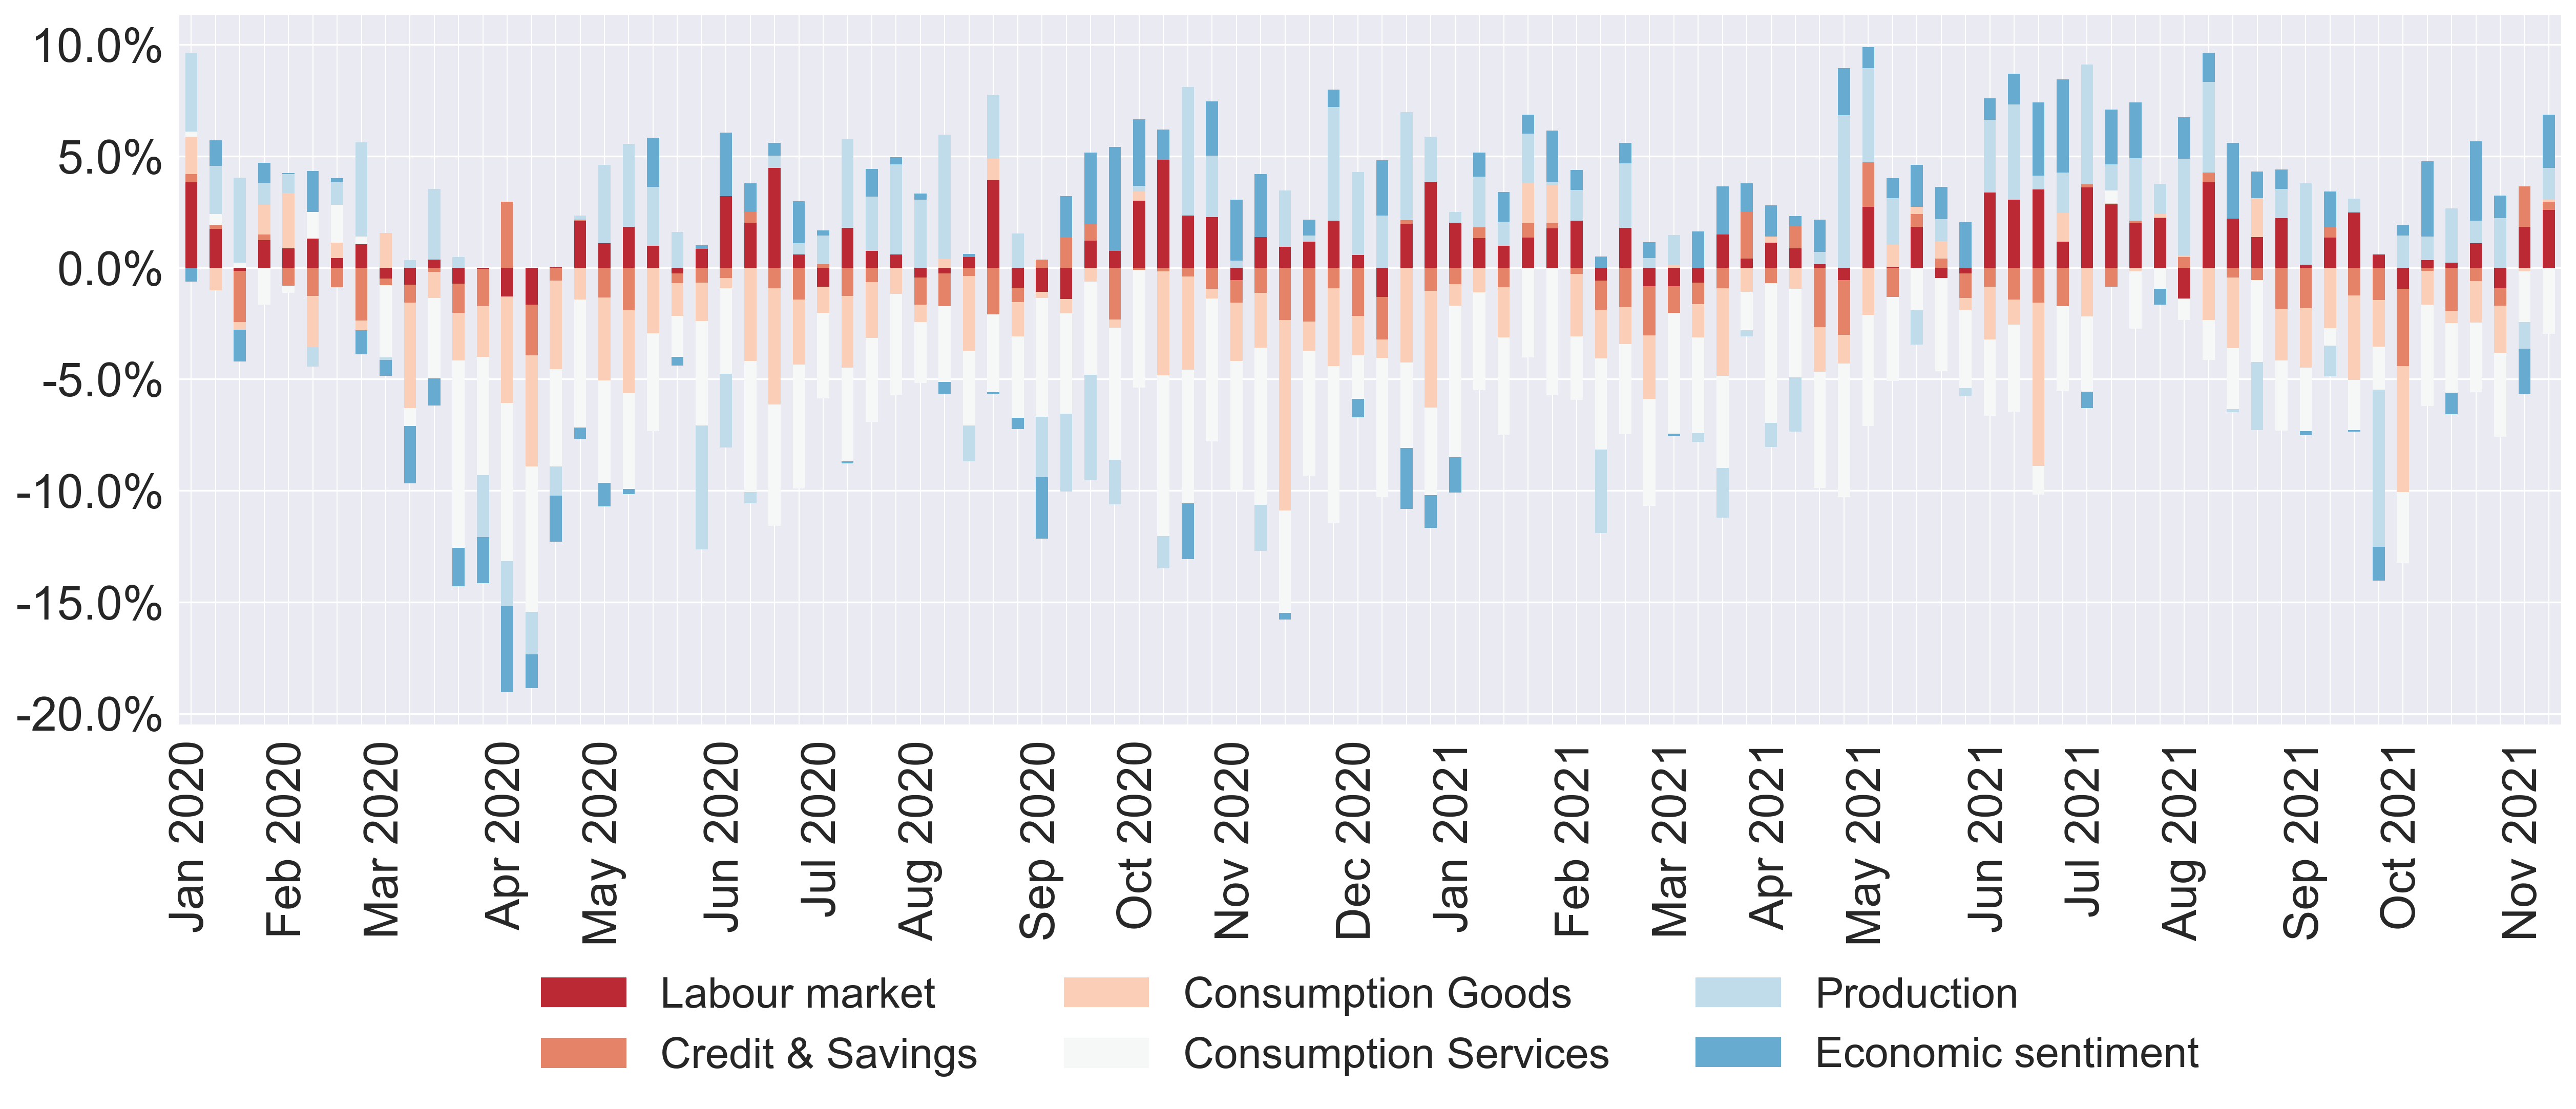 10.0%
5.0%
0.0%
-5.0%
-10.0%
-15.0%
-20.0%
Jan 2020
Feb 2020
Mar 2020
Apr 2020
May 2020
Jun 2020
Jul 2020
Aug 2020
Sep 2020
Oct 2020
Nov 2020
Dec 2020
Jan 2021
Feb 2021
Mar 2021
Apr 2021
May 2021
Jun 2021
Jul 2021
Aug 2021
Sep 2021
Oct 2021
Nov 2021
Labour market
Consumption Goods
Production
Credit & Savings
Consumption Services
Economic sentiment